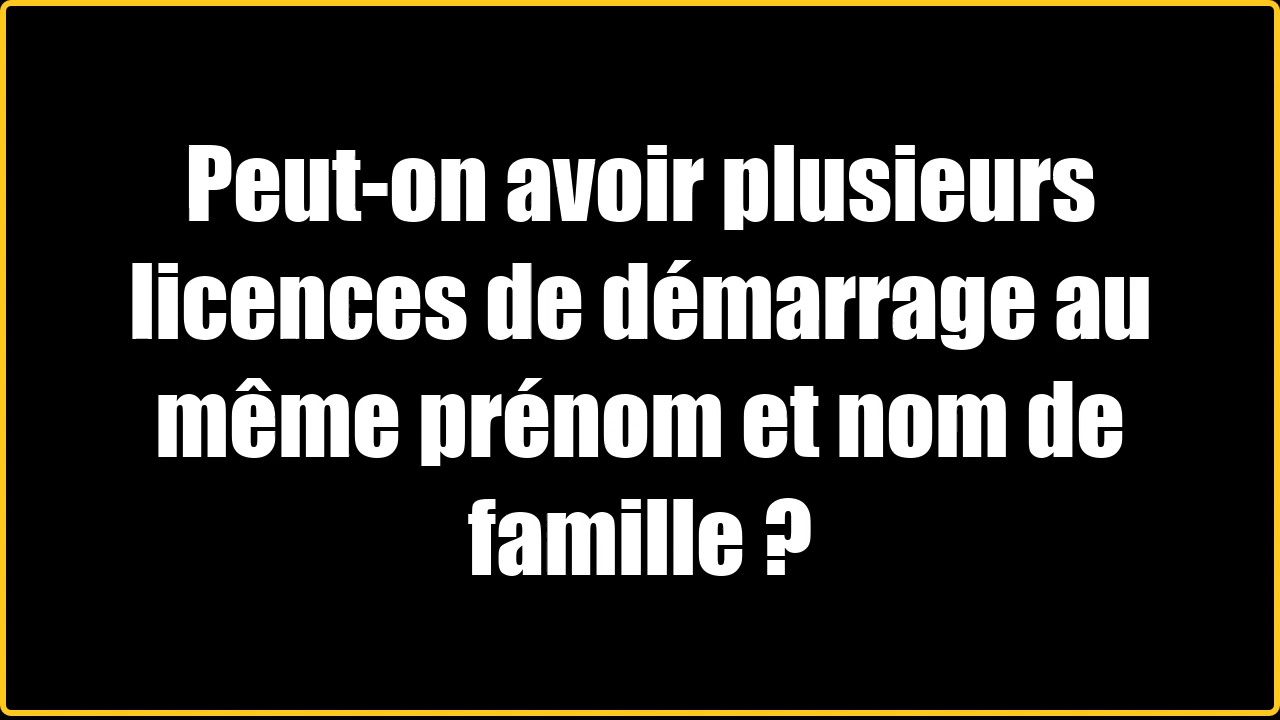 Peut-on avoir plusieurs
licences de démarrage au
même prénom et nom de
famille ?